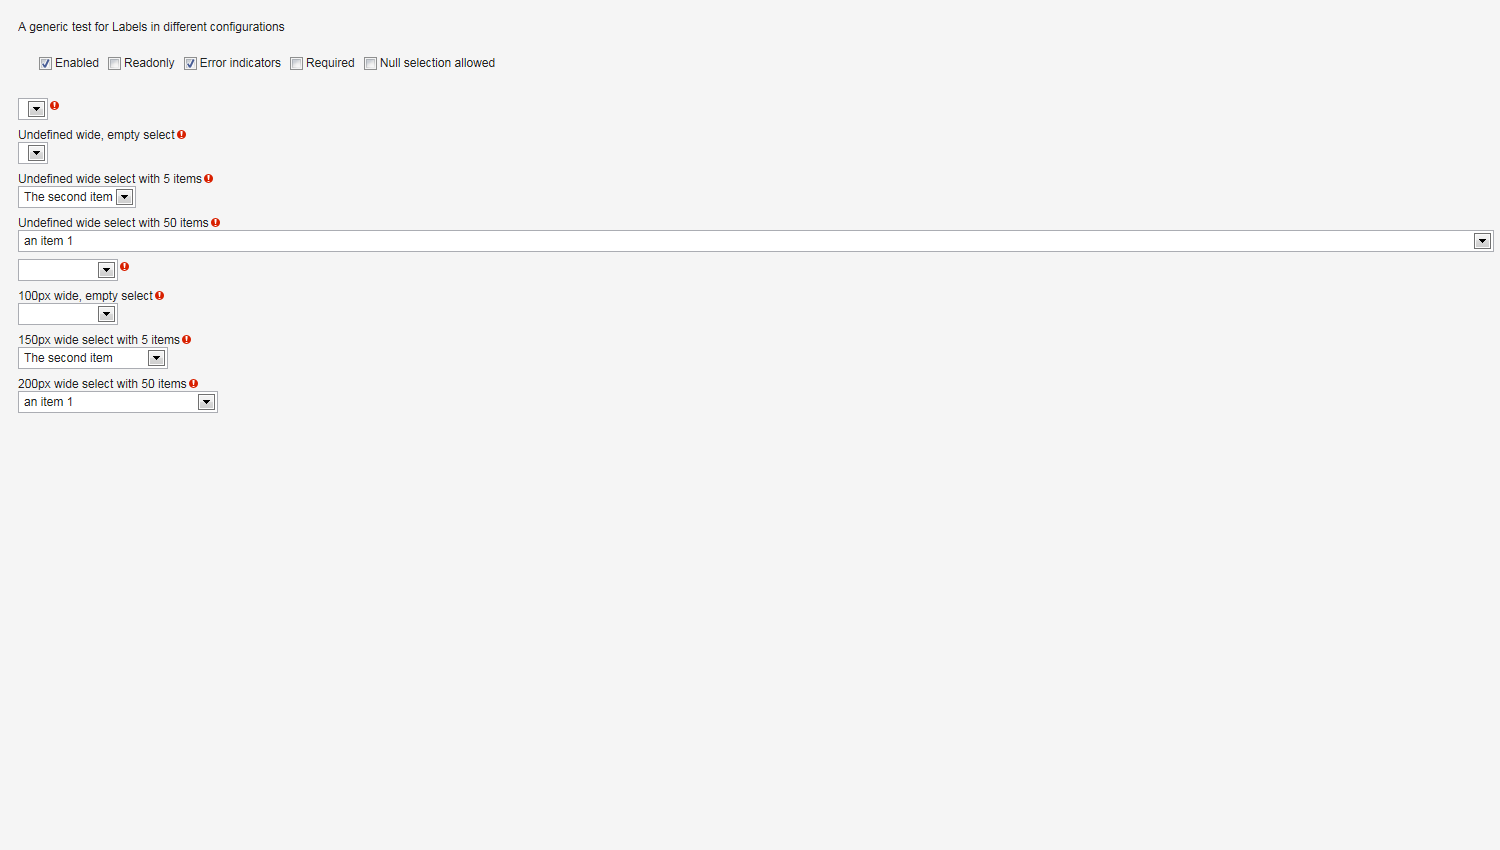 A generic test for Labels in different configurations
Enabled Readonly Error indicators Required Null selection allowed
Undefined wide, empty select
Undefined wide select with 5 items
The second item
Undefined wide select with 50 items
an item 1
100px wide, empty select
150px wide select with 5 items
The second item
200px wide select with 50 items
an item 1